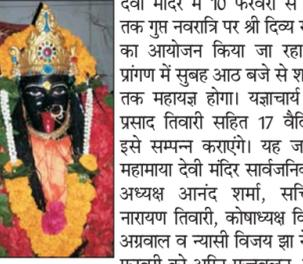 देवी मंदिर में 10 फरवरी से
तक गुप्त नवरात्रि पर श्री दिव्य
का आयोजन किया जा रहा
प्रांगण में सुबह आठ बजे से
तक महायज्ञ होगा। यज्ञाचार्य
प्रसाद तिवारी सहित 17
इसे सम्पन्न कराएंगे। यह
महामाया देवी मंदिर सार्वजनि
अध्यक्ष आनंद शर्मा,
नारायण तिवारी, कोषाध्यक्ष
अग्रवाल व न्यासी विजय झा ने